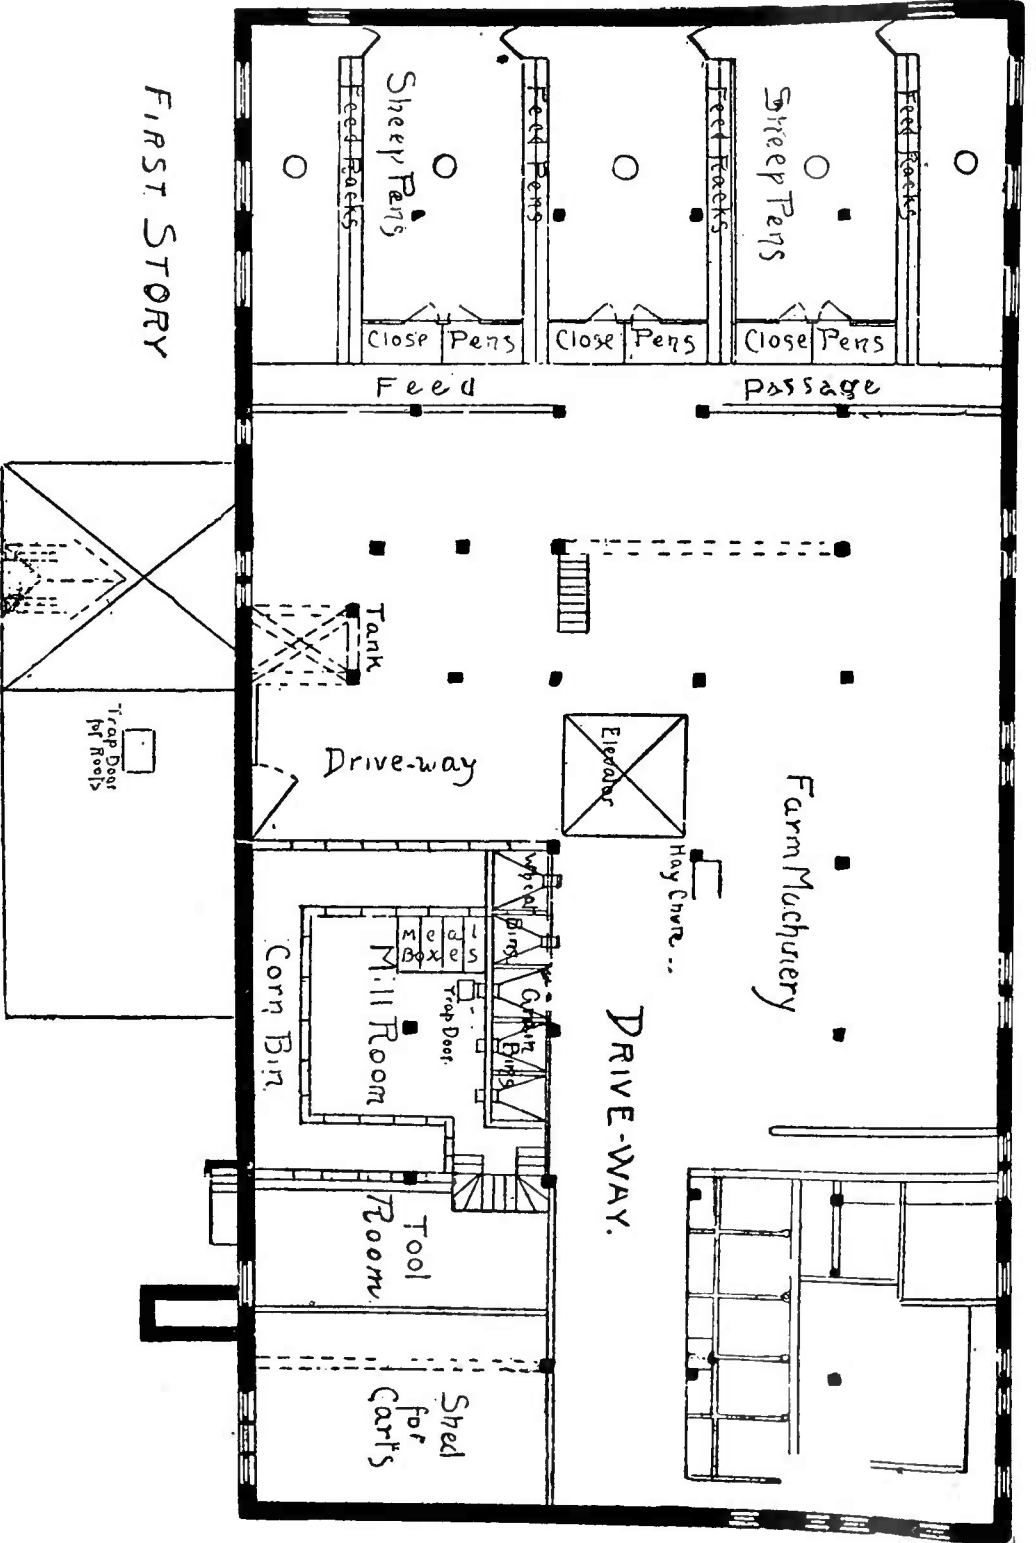 FIRST STORY
Sheep Pens
Sheep Pens
Feed Racks
Feed Pens
Feed Racks
Feed Racks
Close Pens
Close Pens
Close Pens
Feed Passage
Tank
Trap Door
for Roots
Drive-way
Elevator
Hay Chute..
Farm Machinery
DRIVE-WAY.
Wheat Bins
Grain Bins
Meal
Boxes
Trap Door.
Mill Room
Corn Bin.
Tool
Room.
Shed
for
Carts